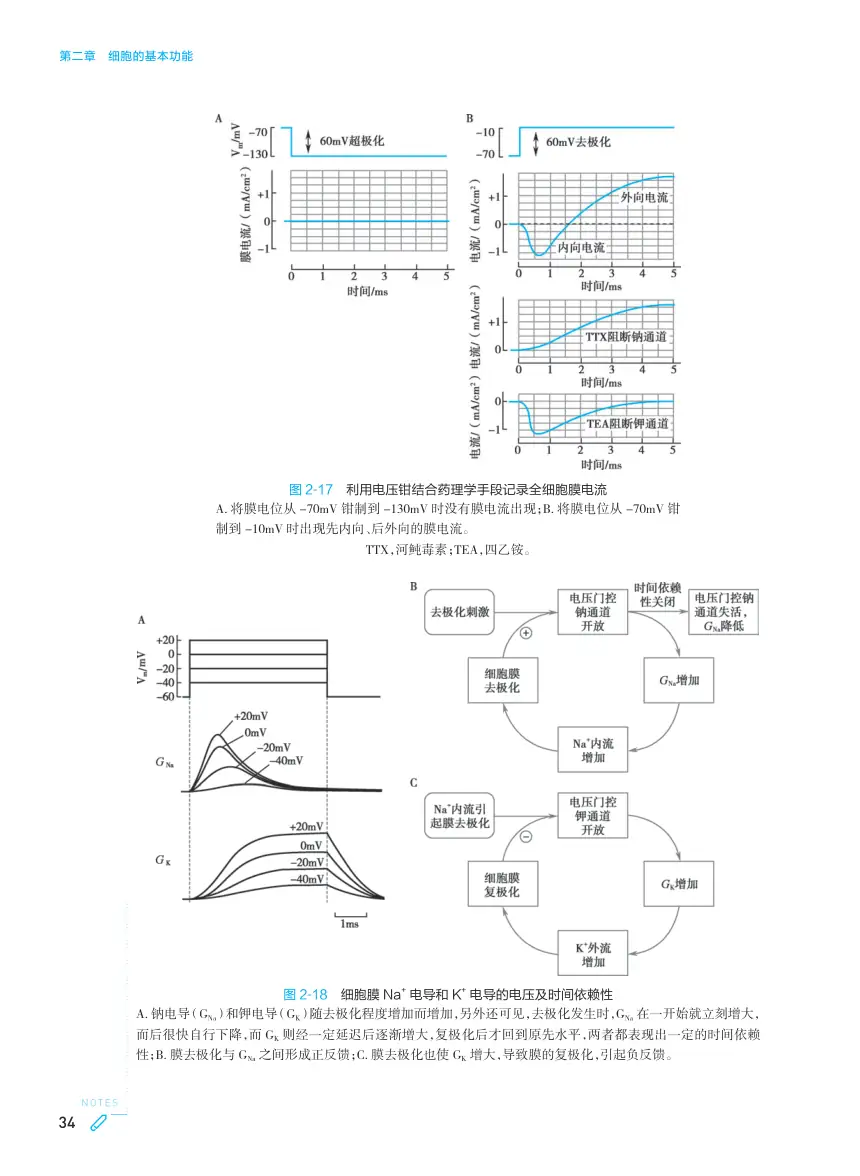 第二章 细胞的基本功能
A
Vm/mV
-70
-130
60mV超极化
膜电流/(mA/cm²)
+1
0
-1
0 1 2 3 4 5
时间/ms
B
-10
-70
60mV去极化
电流/(mA/cm²)
+1
0
-1
外向电流
内向电流
0 1 2 3 4 5
时间/ms
电流/(mA/cm²)
+1
0
TTX阻断钠通道
0 1 2 3 4 5
时间/ms
电流/(mA/cm²)
0
-1
TEA阻断钾通道
0 1 2 3 4 5
时间/ms
图 2-17 利用电压钳结合药理学手段记录全细胞膜电流
A. 将膜电位从 -70mV 钳制到 -130mV 时没有膜电流出现；B. 将膜电位从 -70mV 钳
制到 -10mV 时出现先内向、后外向的膜电流。
TTX，河鲀毒素；TEA，四乙铵。
A
Vm/mV
+20
0
-20
-40
-60
GNa
+20mV
0mV
-20mV
-40mV
GK
+20mV
0mV
-20mV
-40mV
1ms
B
去极化刺激
电压门控
钠通道
开放
时间依赖
性关闭
电压门控钠
通道失活，
GNa降低
+
细胞膜
去极化
GNa增加
Na⁺内流
增加
C
Na⁺内流引
起膜去极化
电压门控
钾通道
开放
−
细胞膜
复极化
GK增加
K⁺外流
增加
图 2-18 细胞膜 Na⁺ 电导和 K⁺ 电导的电压及时间依赖性
A. 钠电导（GNa）和钾电导（GK）随去极化程度增加而增加，另外还可见，去极化发生时，GNa 在一开始就立刻增大，
而后很快自行下降，而 GK 则经一定延迟后逐渐增大，复极化后才回到原先水平，两者都表现出一定的时间依赖
性；B. 膜去极化与 GNa 之间形成正反馈；C. 膜去极化也使 GK 增大，导致膜的复极化，引起负反馈。
NOTES
34